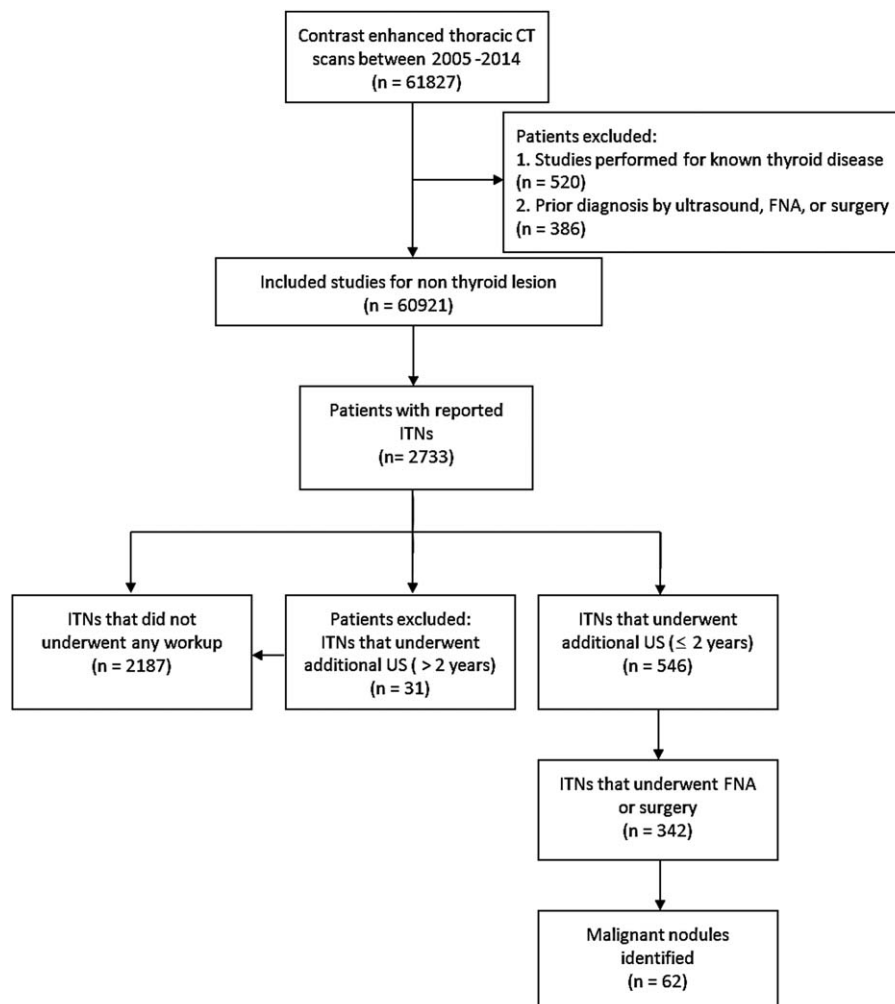 Contrast enhanced thoracic CT
scans between 2005 -2014
(n = 61827)
Patients excluded:
1. Studies performed for known thyroid disease
(n = 520)
2. Prior diagnosis by ultrasound, FNA, or surgery
(n = 386)
Included studies for non thyroid lesion
(n = 60921)
Patients with reported
ITNs
(n= 2733)
ITNs that did not
underwent any workup
(n = 2187)
Patients excluded:
ITNs that underwent
additional US ( > 2 years)
(n = 31)
ITNs that underwent
additional US (≤ 2 years)
(n = 546)
ITNs that underwent FNA
or surgery
(n = 342)
Malignant nodules
identified
(n = 62)